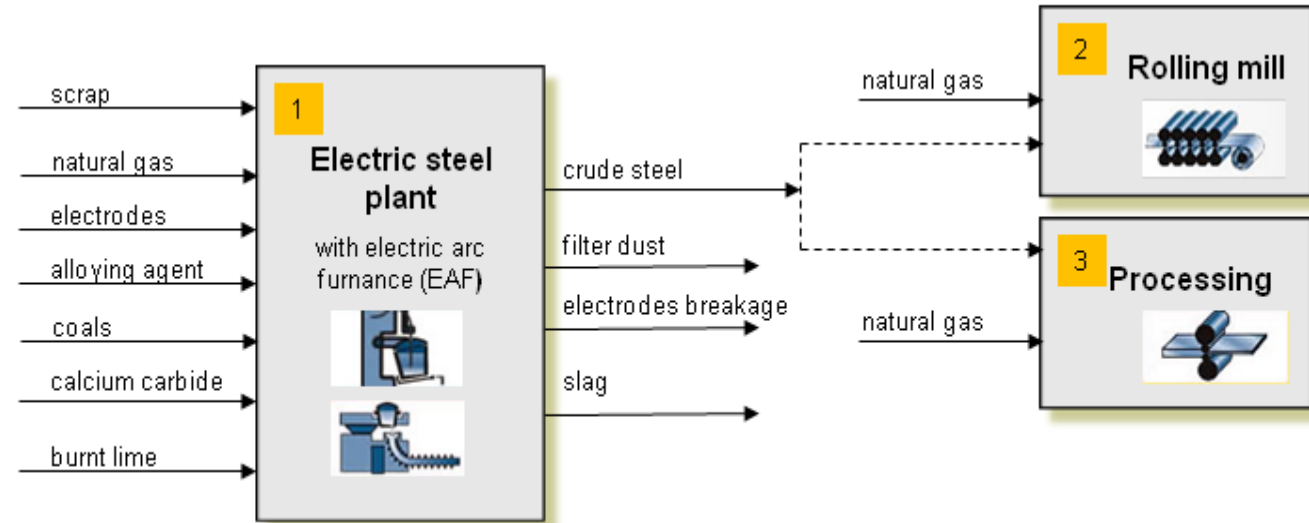 scrap
natural gas
electrodes
alloying agent
coals
calcium carbide
burnt lime
1
Electric steel
plant
with electric arc
furnance (EAF)
crude steel
filter dust
electrodes breakage
slag
natural gas
2
Rolling mill
natural gas
3
Processing